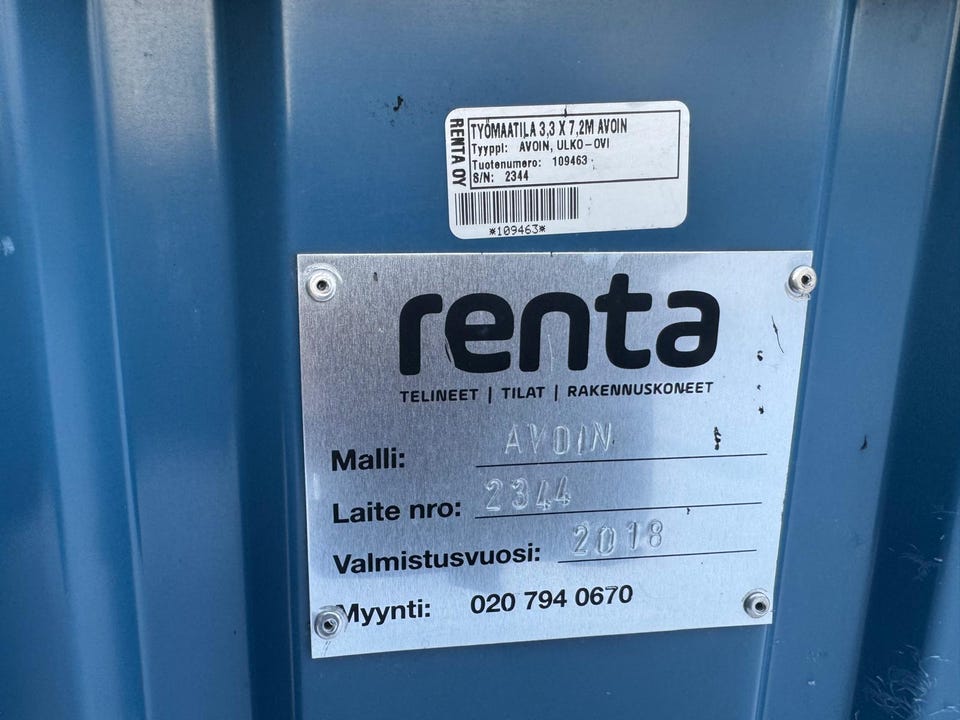 RENTA OY
TYÖMAATILA 3,3 X 7,2M AVOIN
Tyyppi: AVOIN, ULKO-OVI
Tuotenumero: 109463
S/N: 2344
*109463*
renta
TELINEET | TILAT | RAKENNUSKONEET
Malli: AVOIN
Laite nro: 2344
Valmistusvuosi: 2018
Myynti: 020 794 0670